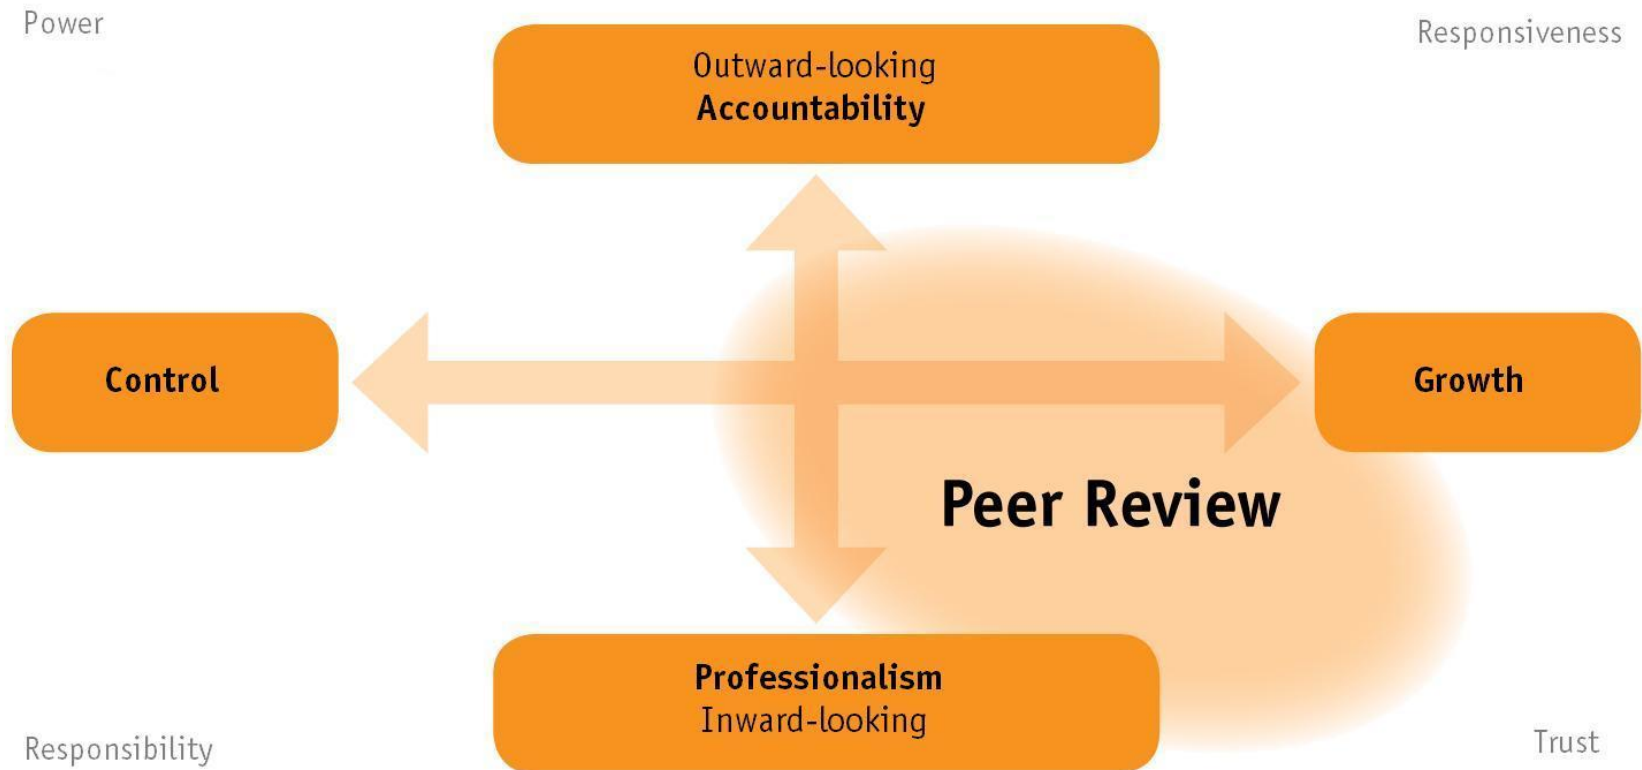 Power
Responsiveness
Outward-looking
Accountability
Control
Growth
Peer Review
Professionalism
Inward-looking
Responsibility
Trust